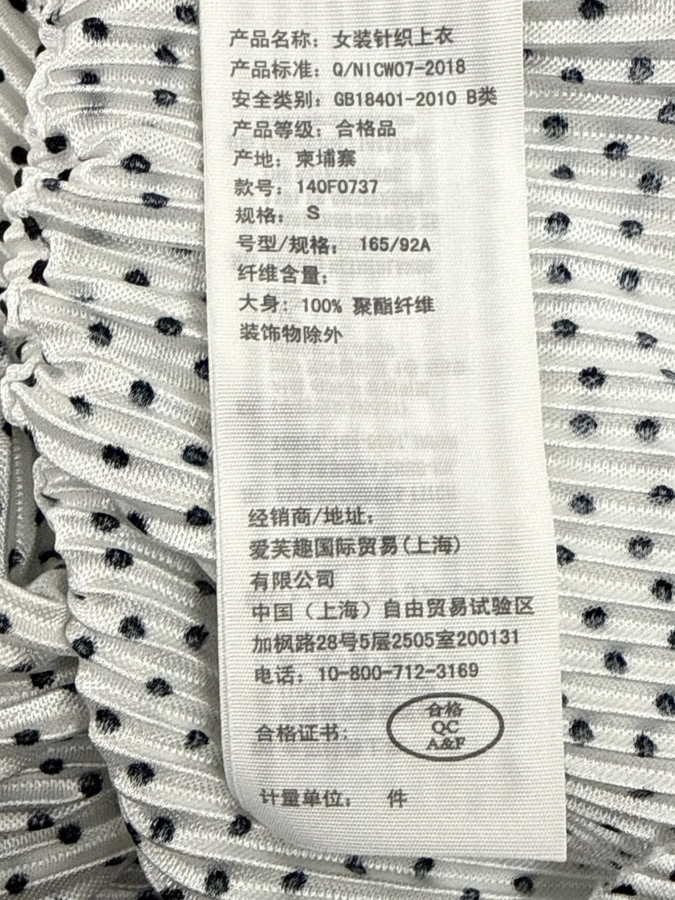 产品名称：女装针织上衣
产品标准：Q/NICW07-2018
安全类别：GB18401-2010 B类
产品等级：合格品
产地：柬埔寨
款号：140F0737
规格： S
号型/规格： 165/92A
纤维含量：
大身：100% 聚酯纤维
装饰物除外
经销商/地址：
爱芙趣国际贸易(上海)
有限公司
中国（上海）自由贸易试验区
加枫路28号5层2505室200131
电话：10-800-712-3169
合格
QC
A&F
合格证书：
计量单位： 件